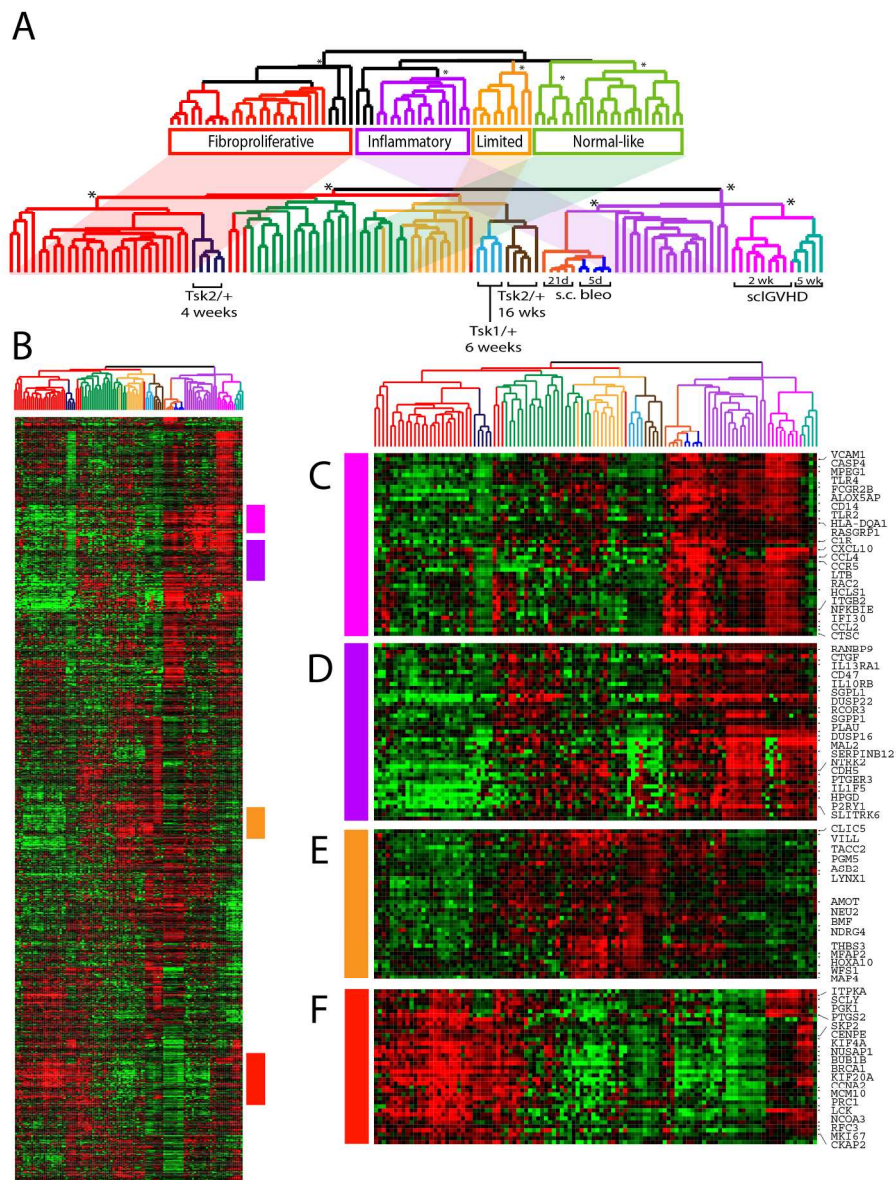 A
Fibroproliferative Inflammatory Limited Normal-like
Tsk2/+
4 weeks
Tsk1/+
6 weeks
Tsk2/+
16 wks
21d 5d
s.c. bleo
2 wk 5 wk
sclGVHD
B
C
VCAM1
CASP4
MPEG1
TLR4
FCGR2B
ALOX5AP
CD14
TLR2
HLA-DQA1
RASGRP1
C1R
CXCL10
CCL4
CCR5
LTB
RAC2
HCLS1
ITGB2
NFKBIE
IFI30
CCL2
CTSC
D
RANBP9
CTGF
IL13RA1
CD47
IL10RB
SGPL1
DUSP22
RCOR3
SGPP1
PLAU
DUSP16
MAL2
SERPINB12
NTRK2
CDH5
PTGER3
IL1F5
HPGD
P2RY1
SLITRK6
E
CLIC5
VILL
TACC2
PGM5
ASB2
LYNX1
AMOT
NEU2
BMF
NDRG4
THBS3
MFAP2
HOXA10
WFS1
MAP4
F
ITPKA
SCLY
PGK1
PTGS2
SKP2
CENPE
KIF4A
NUSAP1
BUB1B
BRCA1
KIF20A
CCNA2
MCM10
PRC1
LCK
NCOA3
RFC3
MKI67
CKAP2